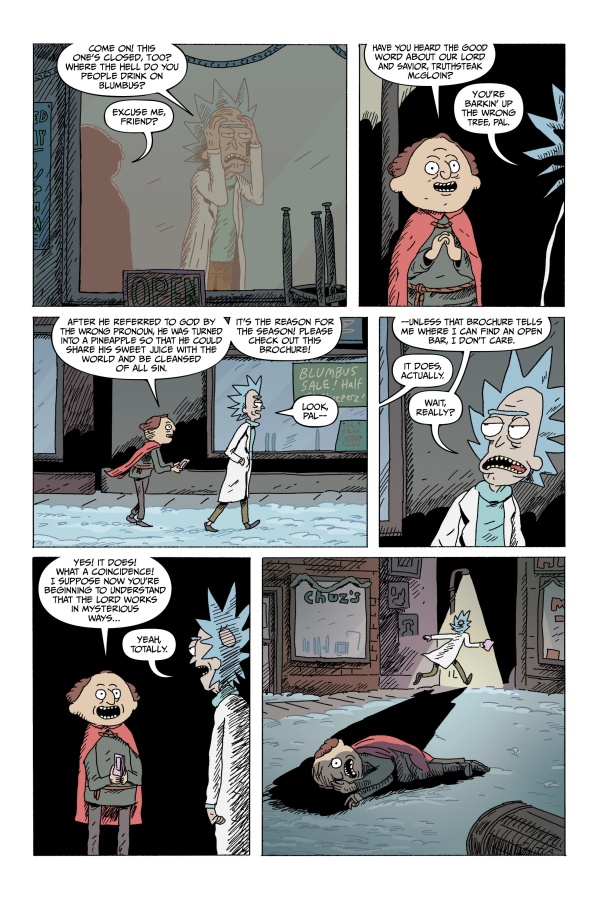 COME ON! THIS
ONE'S CLOSED, TOO?
WHERE THE HELL DO YOU
PEOPLE DRINK ON
BLUMBUS?
EXCUSE ME,
FRIEND?
OPEN
HAVE YOU HEARD THE GOOD
WORD ABOUT OUR LORD
AND SAVIOR, TRUTHSTEAK
MCGLOIN?
YOU'RE
BARKIN' UP
THE WRONG
TREE, PAL.
AFTER HE REFERRED TO GOD BY
THE WRONG PRONOUN, HE WAS TURNED
INTO A PINEAPPLE SO THAT HE COULD
SHARE HIS SWEET JUICE WITH THE
WORLD AND BE CLEANSED
OF ALL SIN.
IT'S THE REASON FOR
THE SEASON! PLEASE
CHECK OUT THIS
BROCHURE!
BLUMBUS
SALE! Half
LOOK,
PAL--
--UNLESS THAT BROCHURE TELLS
ME WHERE I CAN FIND AN OPEN
BAR, I DON'T CARE.
IT DOES,
ACTUALLY.
WAIT,
REALLY?
YES! IT DOES!
WHAT A COINCIDENCE!
I SUPPOSE NOW YOU'RE
BEGINNING TO UNDERSTAND
THAT THE LORD WORKS
IN MYSTERIOUS
WAYS...
YEAH,
TOTALLY.
Chuz's